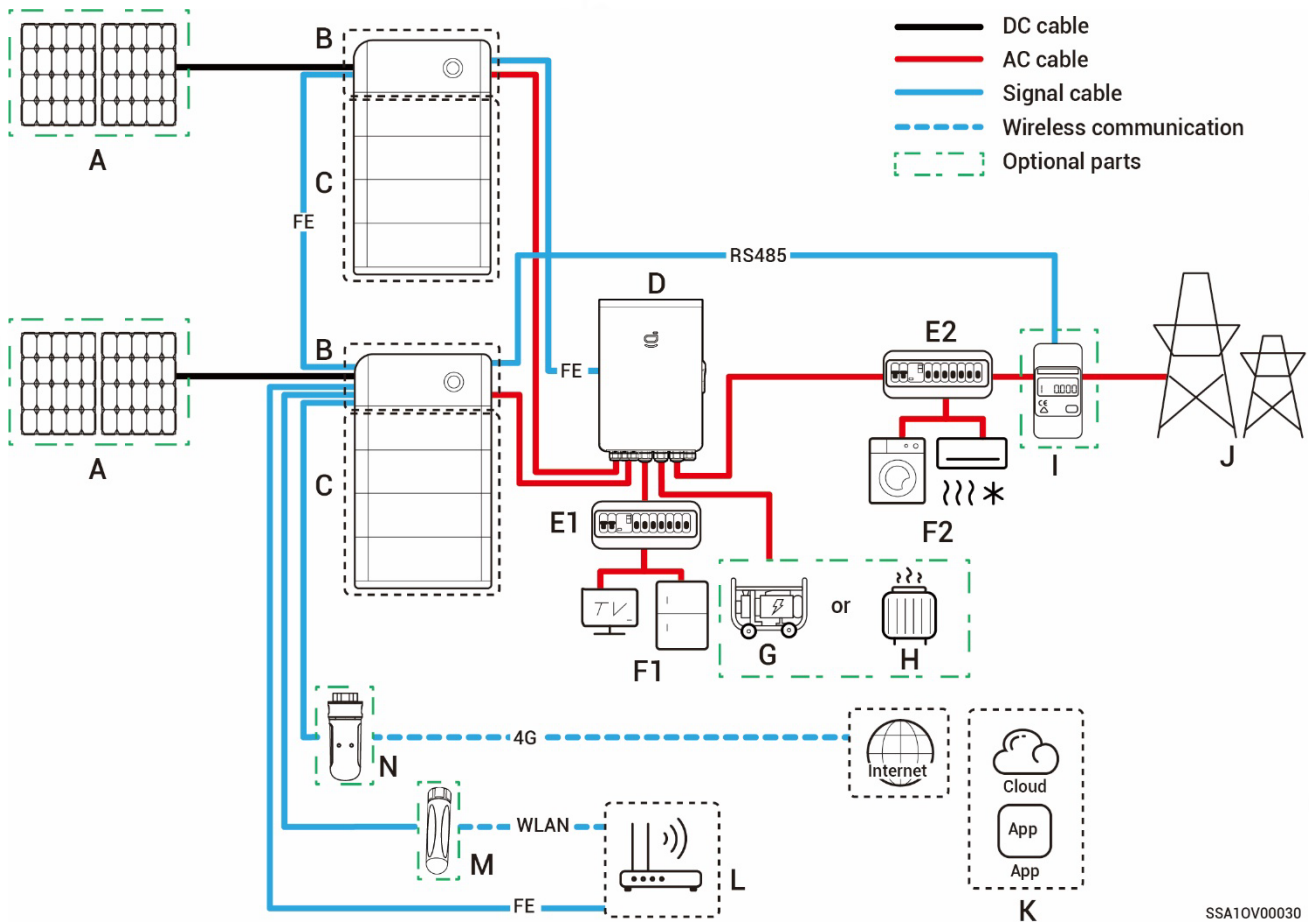 DC cable
AC cable
Signal cable
Wireless communication
Optional parts
A
B
C
FE
RS485
D
E2
B
FE
A
C
I
J
F2
E1
TV
or
G
H
F1
N
4G
Internet
Cloud
App
App
M
WLAN
L
FE
K
SSA1OV00030